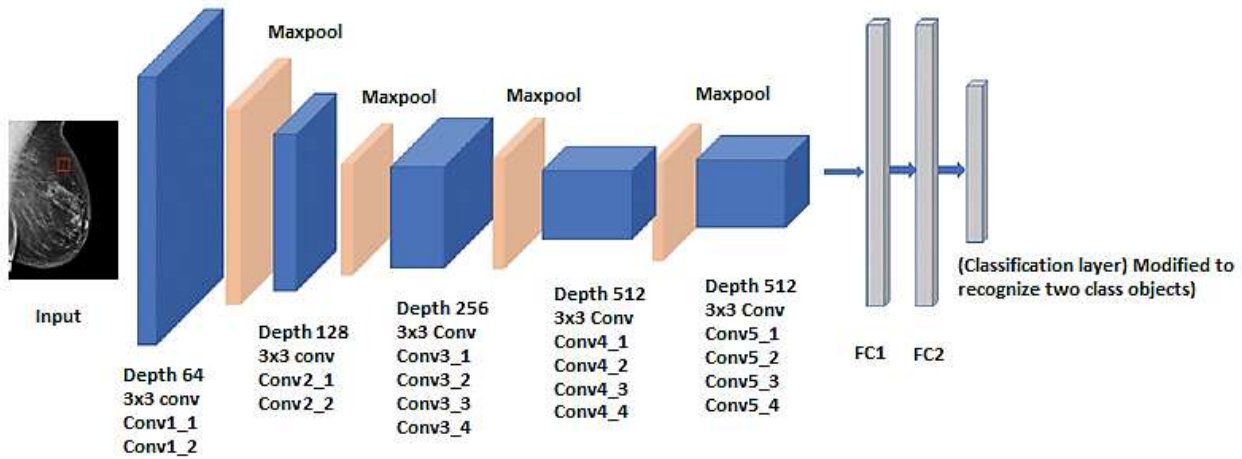 Maxpool
Maxpool
Maxpool
Maxpool
Input
Depth 64
3x3 conv
Conv1_1
Conv1_2
Depth 128
3x3 conv
Conv2_1
Conv2_2
Depth 256
3x3 Conv
Conv3_1
Conv3_2
Conv3_3
Conv3_4
Depth 512
3x3 Conv
Conv4_1
Conv4_2
Conv4_3
Conv4_4
Depth 512
3x3 Conv
Conv5_1
Conv5_2
Conv5_3
Conv5_4
FC1
FC2
(Classification layer) Modified to
recognize two class objects)